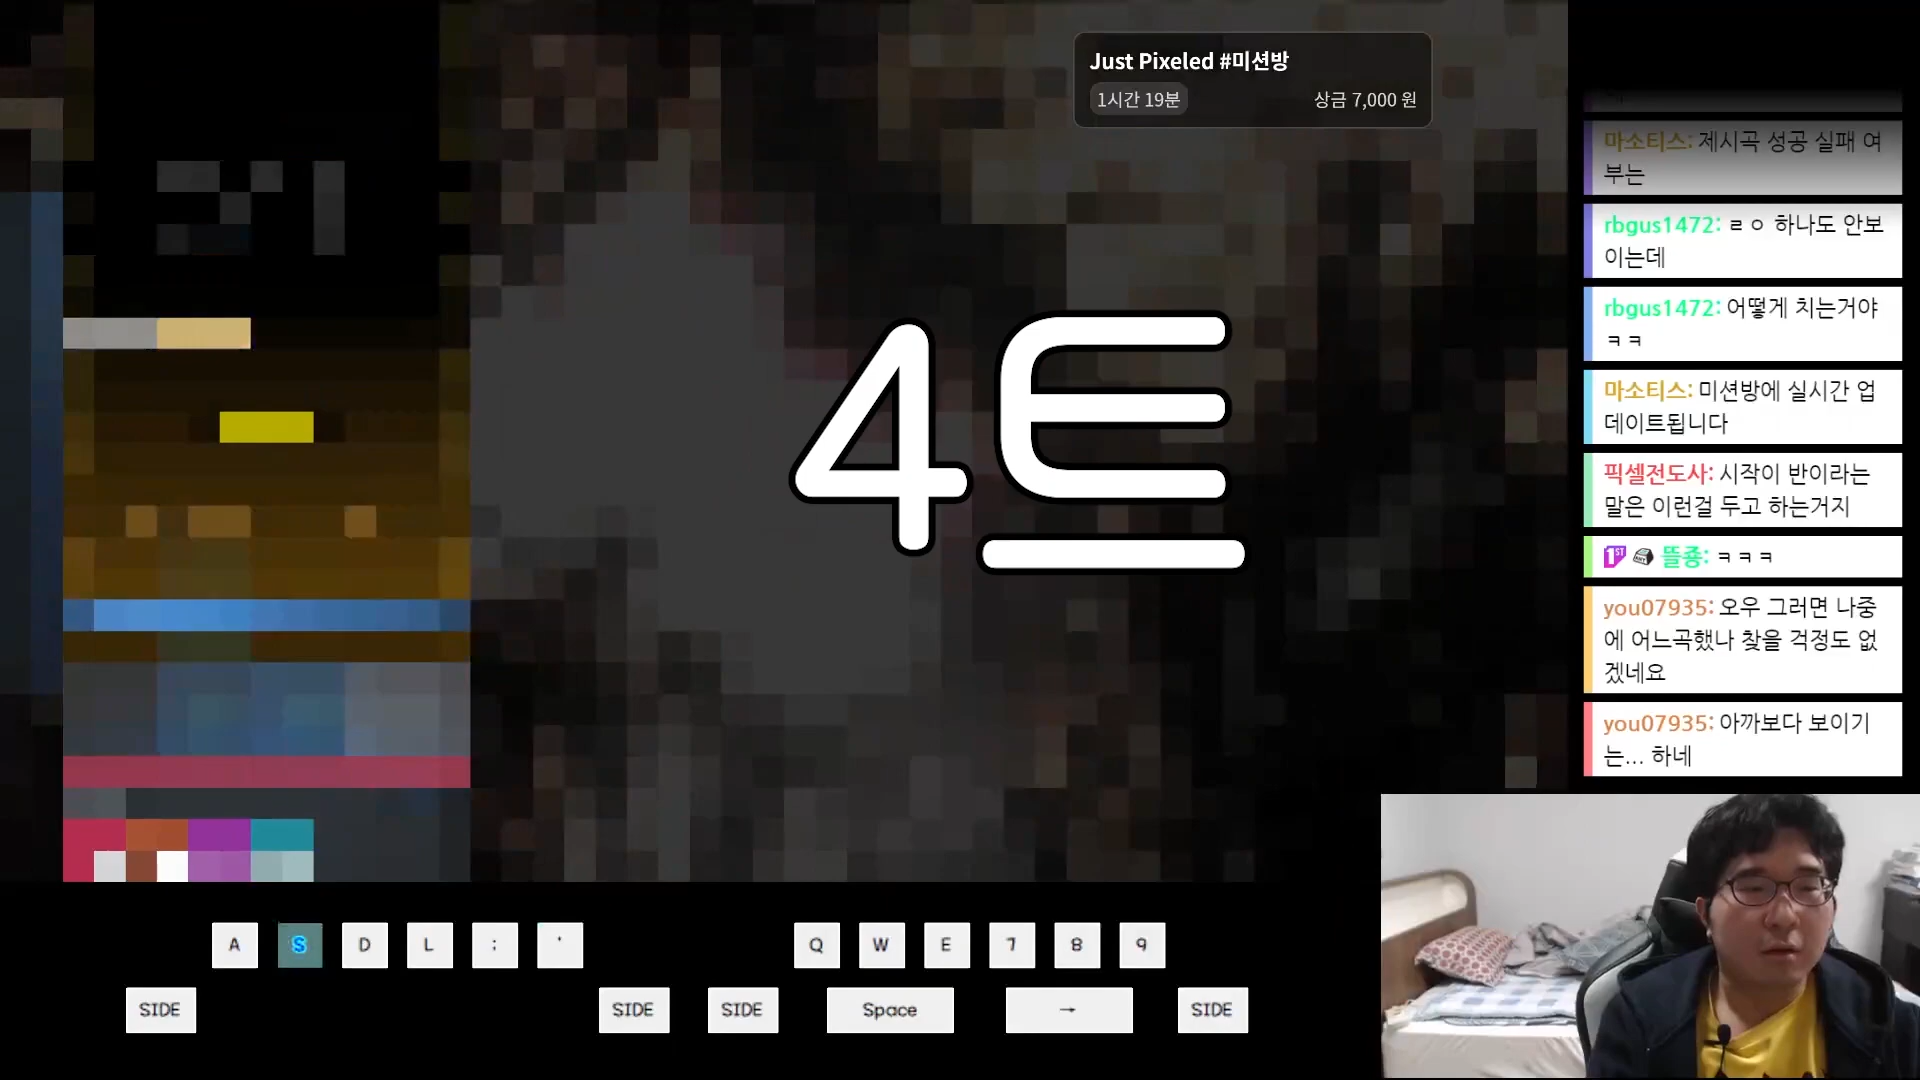 Just Pixeled #미션방
1시간 19분
상금 7,000 원
4트
마소티스: 제시곡 성공 실패 여
부는
rbgus1472: ㄹㅇ 하나도 안보
이는데
rbgus1472: 어떻게 치는거야
ㅋㅋ
마소티스: 미션방에 실시간 업
데이트됩니다
픽셀전도사: 시작이 반이라는
말은 이런걸 두고 하는거지
1ST 뜰죵: ㅋㅋㅋ
you07935: 오우 그러면 나중
에 어느곡했나 찾을 걱정도 없
겠네요
you07935: 아까보다 보이기
는... 하네
A S D L ; '
Q W E 7 8 9
SIDE SIDE SIDE Space → SIDE